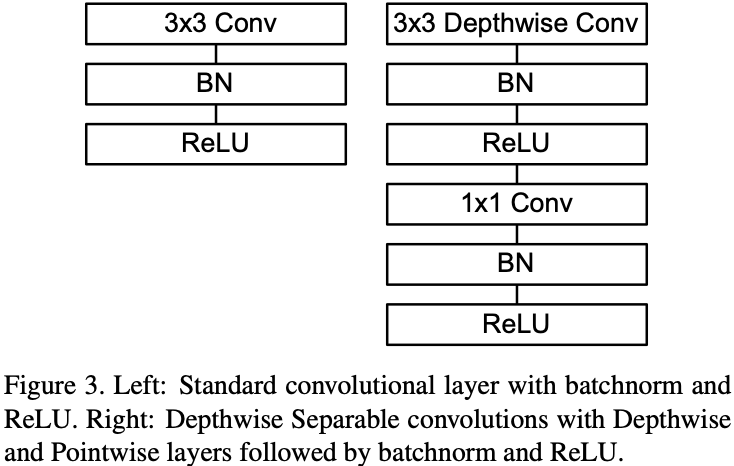 3x3 Conv
BN
ReLU
3x3 Depthwise Conv
BN
ReLU
1x1 Conv
BN
ReLU
Figure 3. Left: Standard convolutional layer with batchnorm and
ReLU. Right: Depthwise Separable convolutions with Depthwise
and Pointwise layers followed by batchnorm and ReLU.